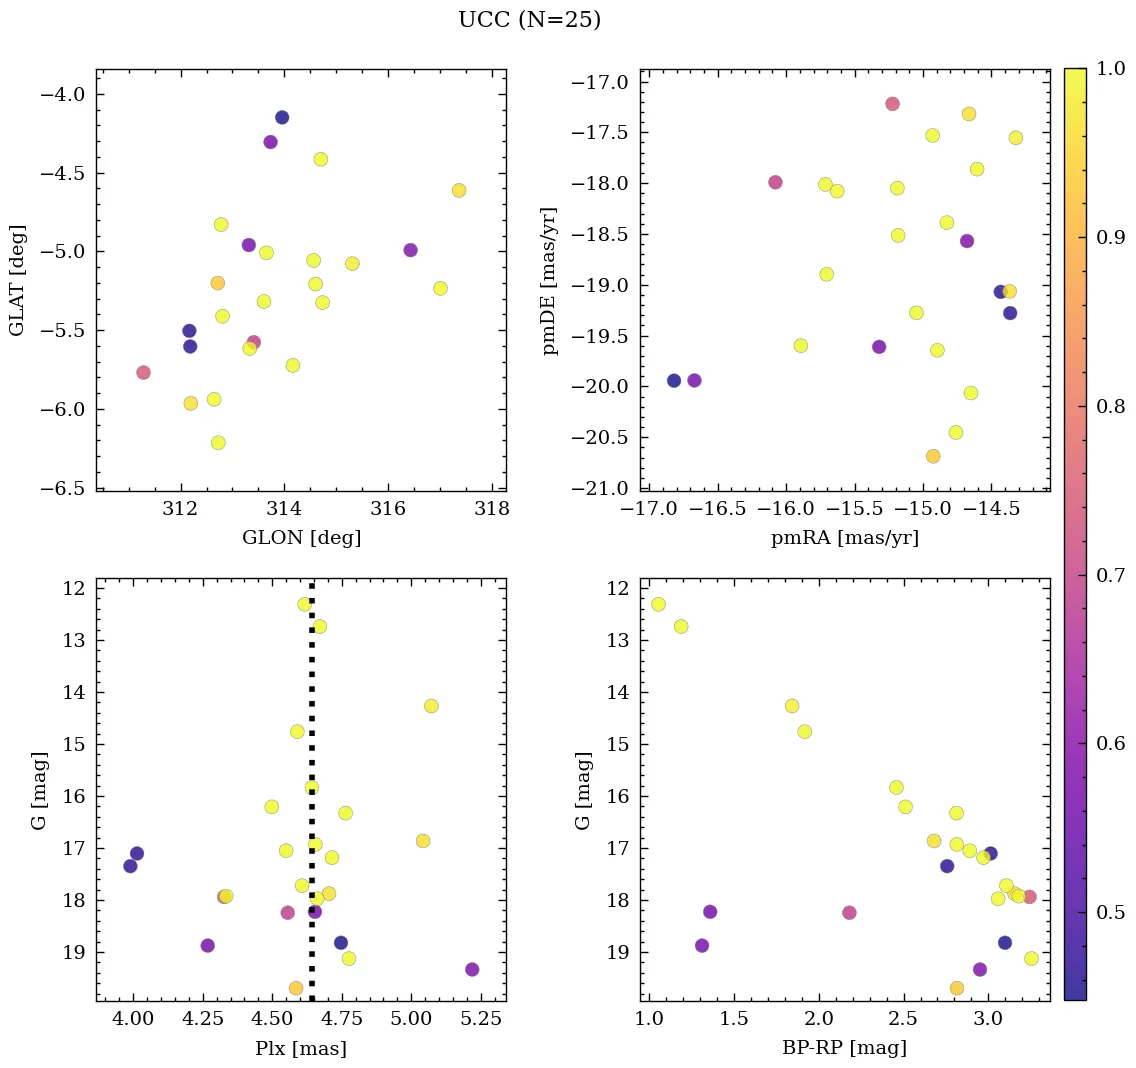 UCC (N=25)
−4.0
−4.5
−5.0
−5.5
−6.0
−6.5
GLAT [deg]
312 314 316 318
GLON [deg]
−17.0
−17.5
−18.0
−18.5
−19.0
−19.5
−20.0
−20.5
−21.0
pmDE [mas/yr]
−17.0 −16.5 −16.0 −15.5 −15.0 −14.5
pmRA [mas/yr]
12
13
14
15
16
17
18
19
G [mag]
4.00 4.25 4.50 4.75 5.00 5.25
Plx [mas]
12
13
14
15
16
17
18
19
G [mag]
1.0 1.5 2.0 2.5 3.0
BP-RP [mag]
1.0
0.9
0.8
0.7
0.6
0.5